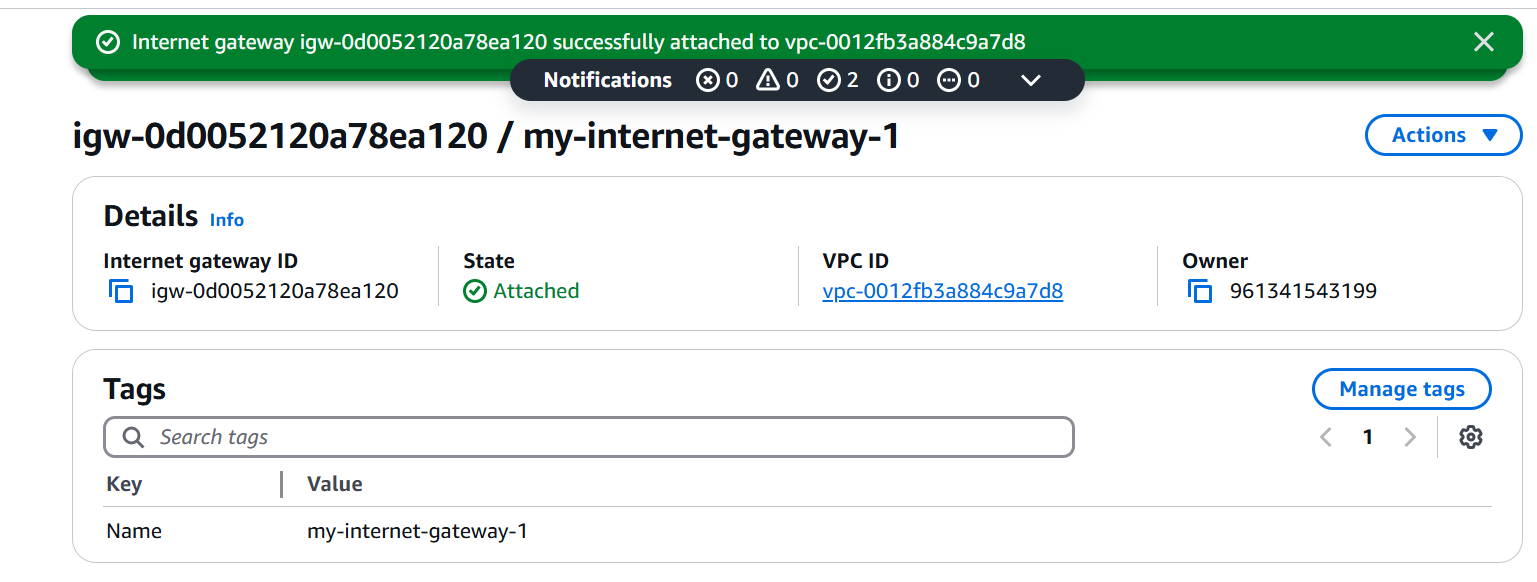 Internet gateway igw-0d0052120a78ea120 successfully attached to vpc-0012fb3a884c9a7d8
Notifications 0 0 2 0 0
igw-0d0052120a78ea120 / my-internet-gateway-1
Actions
Details Info
Internet gateway ID
igw-0d0052120a78ea120
State
Attached
VPC ID
vpc-0012fb3a884c9a7d8
Owner
961341543199
Tags
Manage tags
Search tags
1
Key Value
Name my-internet-gateway-1